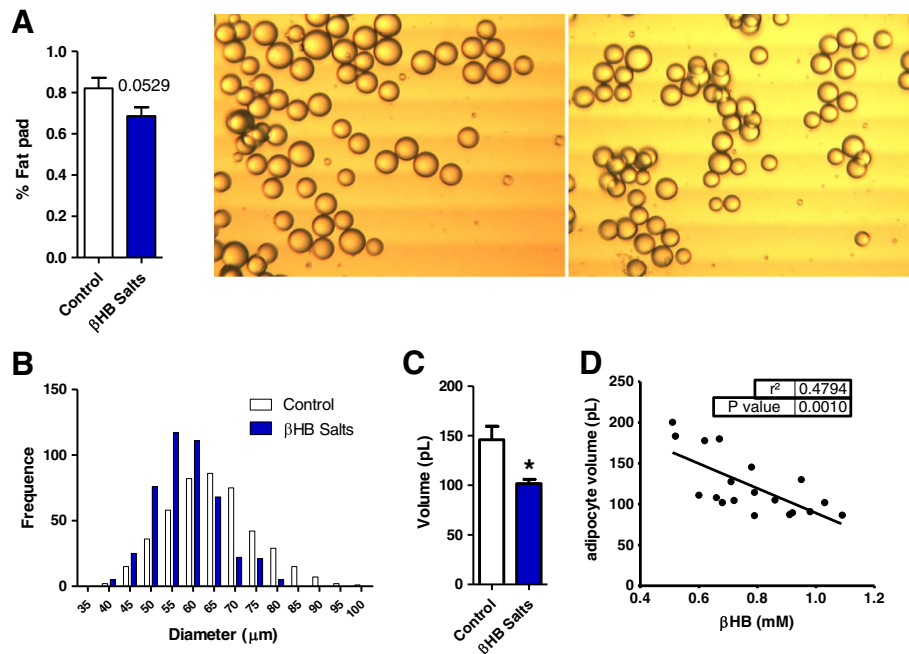 A
% Fat pad
1.0
0.8
0.6
0.4
0.2
0.0
0.0529
Control
βHB Salts
B
Frequence
150
100
50
0
Control
βHB Salts
35 40 45 50 55 60 65 70 75 80 85 90 95 100
Diameter (μm)
C
Volume (pL)
200
150
100
50
0
*
Control
βHB Salts
D
adipocyte volume (pL)
250
200
150
100
50
0
r² 0.4794
P value 0.0010
0.4 0.6 0.8 1.0 1.2
βHB (mM)